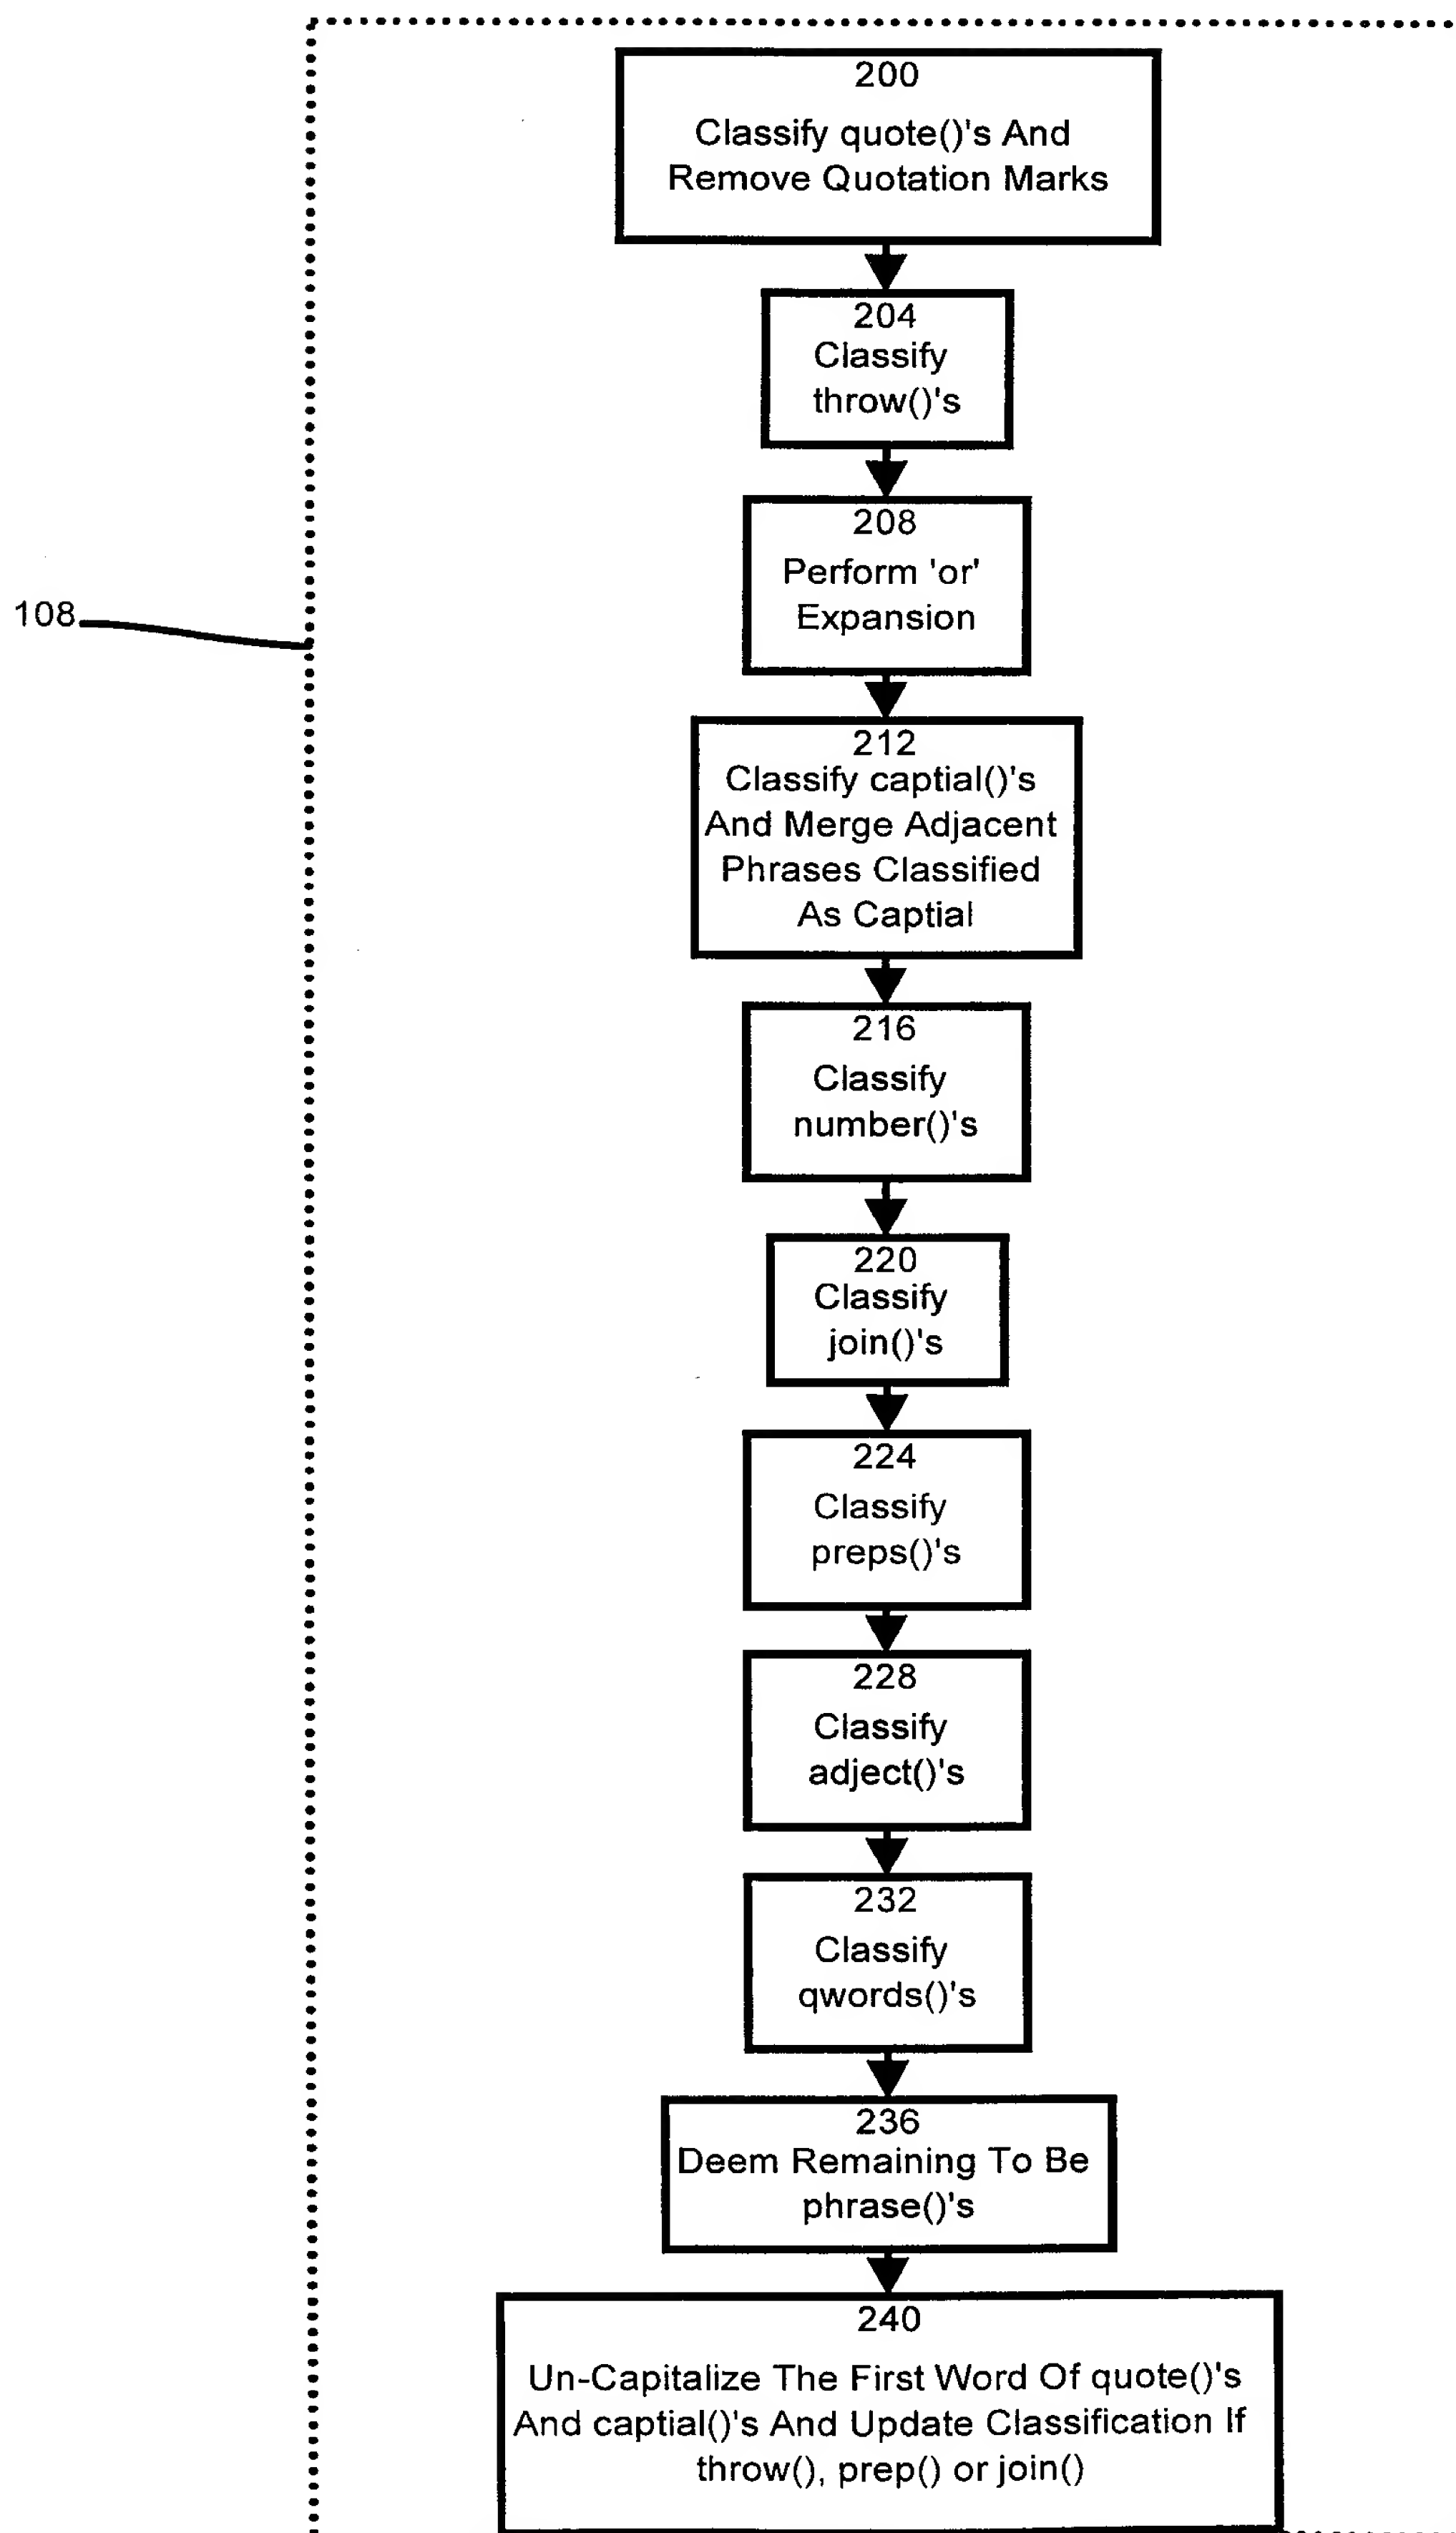 200
Classify quote()'s And
Remove Quotation Marks
204
Classify
throw()'s
208
Perform 'or'
Expansion
108
212
Classify captial()'s
And Merge Adjacent
Phrases Classified
As Captial
216
Classify
number()'s
220
Classify
join()'s
224
Classify
preps()'s
228
Classify
adject()'s
232
Classify
qwords()'s
236
Deem Remaining To Be
phrase()'s
240
Un-Capitalize The First Word Of quote()'s
And captial()'s And Update Classification If
throw(), prep() or join()